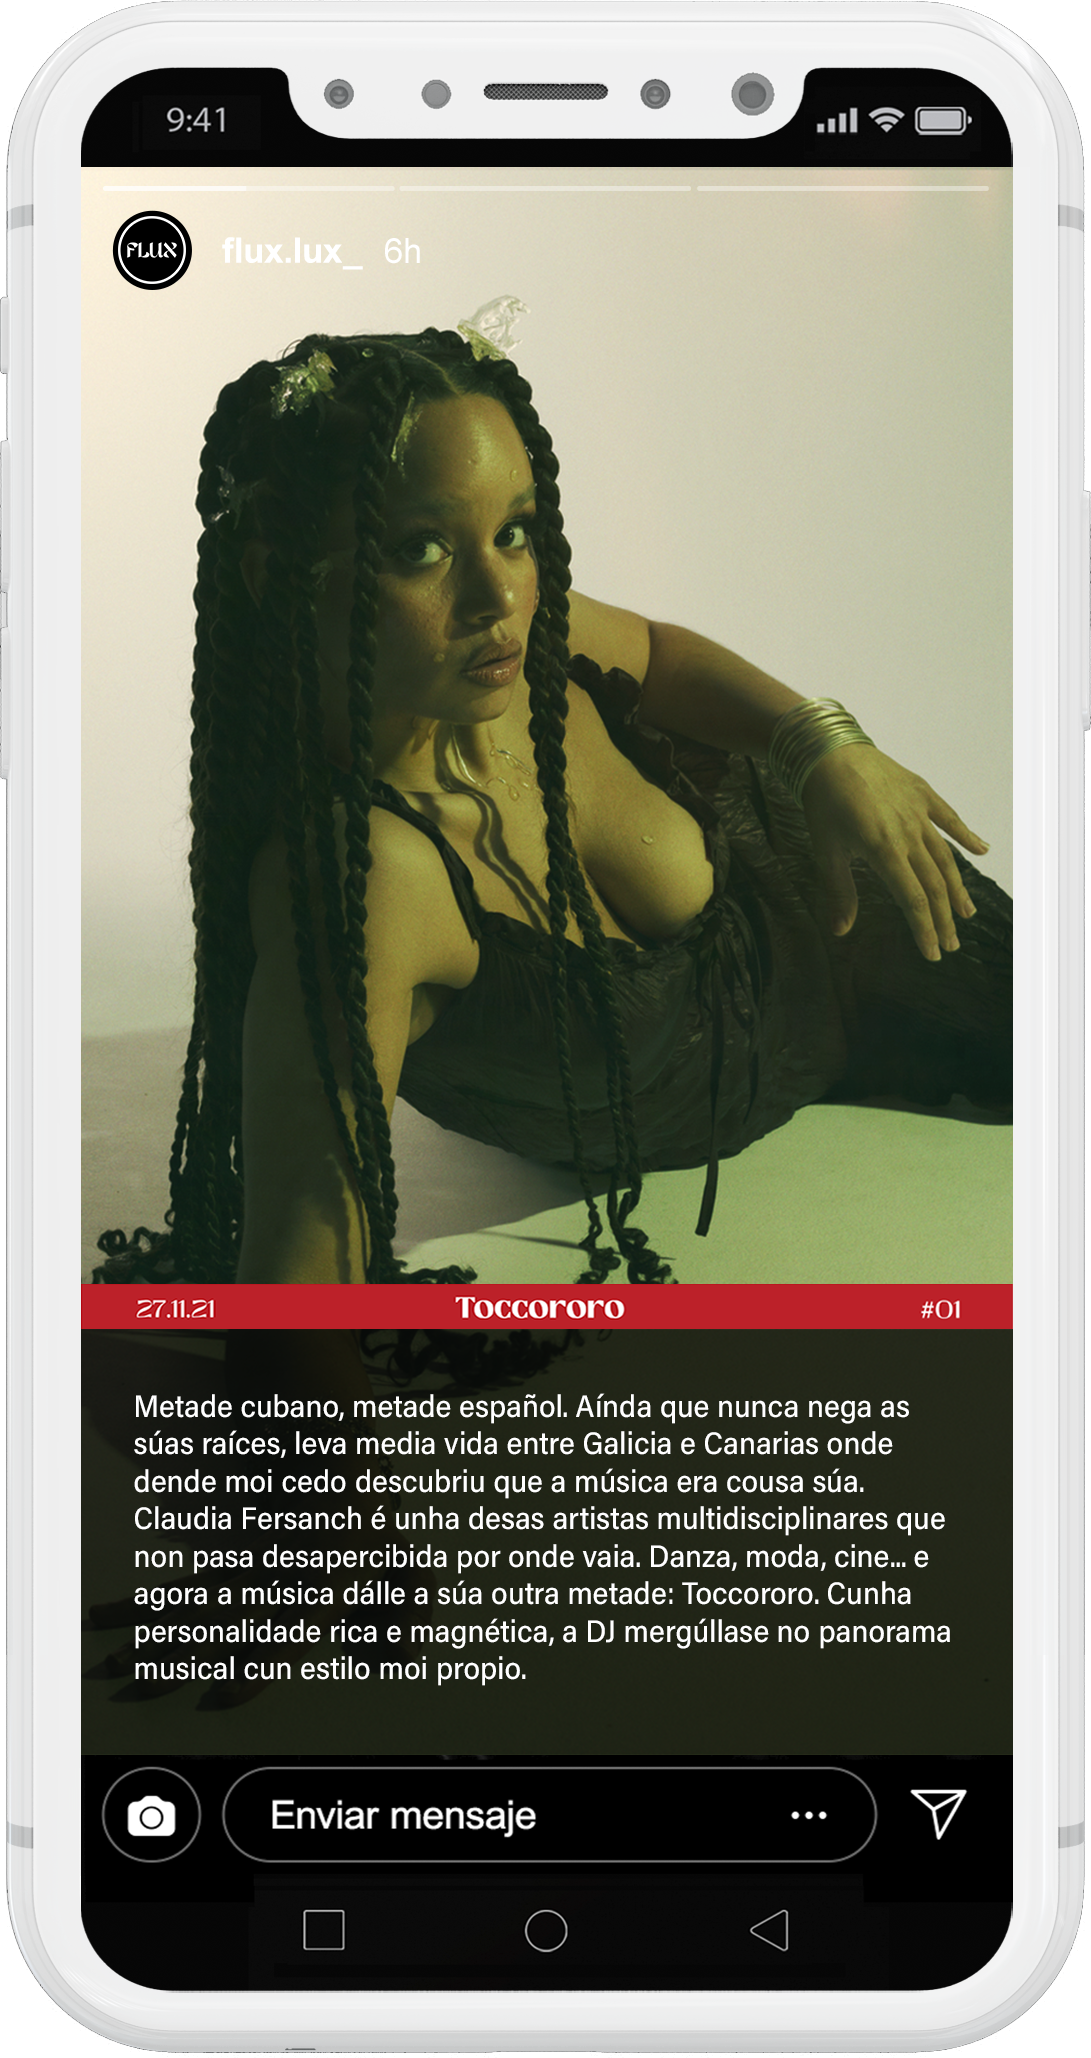 9:41
FLUX
flux.lux_ 6h
27.11.21 Toccororo #01
Metade cubano, metade español. Aínda que nunca nega as
súas raíces, leva media vida entre Galicia e Canarias onde
dende moi cedo descubriu que a música era cousa súa.
Claudia Fersanch é unha desas artistas multidisciplinares que
non pasa desapercibida por onde vaia. Danza, moda, cine... e
agora a música dálle a súa outra metade: Toccororo. Cunha
personalidade rica e magnética, a DJ mergúllase no panorama
musical cun estilo moi propio.
Enviar mensaje